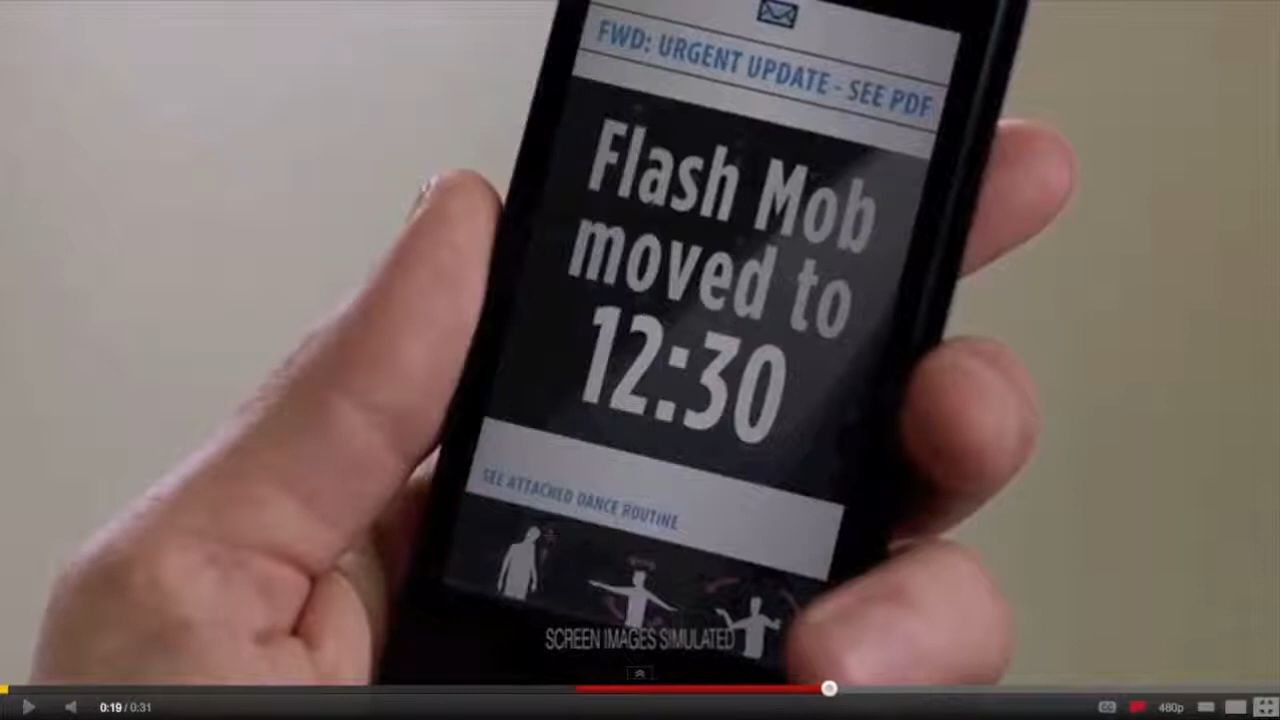 FWD: URGENT UPDATE - SEE PDF
Flash Mob
moved to
12:30
SEE ATTACHED DANCE ROUTINE
SCREEN IMAGES SIMULATED
0:19 / 0:31
CC
480p